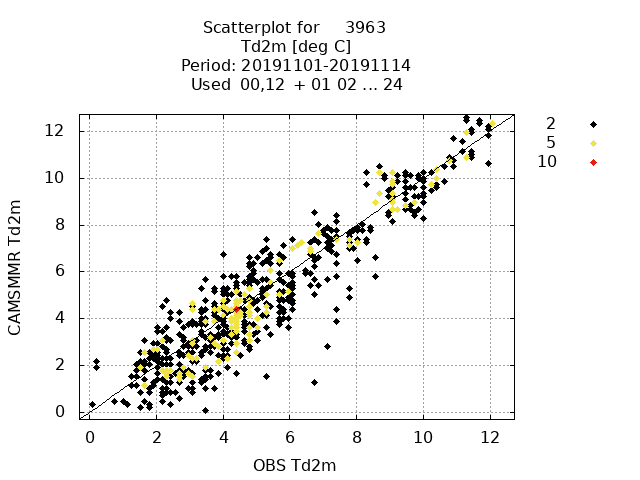 Scatterplot for 3963
Td2m [deg C]
Period: 20191101-20191114
Used 00,12 + 01 02 ... 24
CAMSMMR Td2m
12
10
8
6
4
2
0
0 2 4 6 8 10 12
OBS Td2m
2
5
10